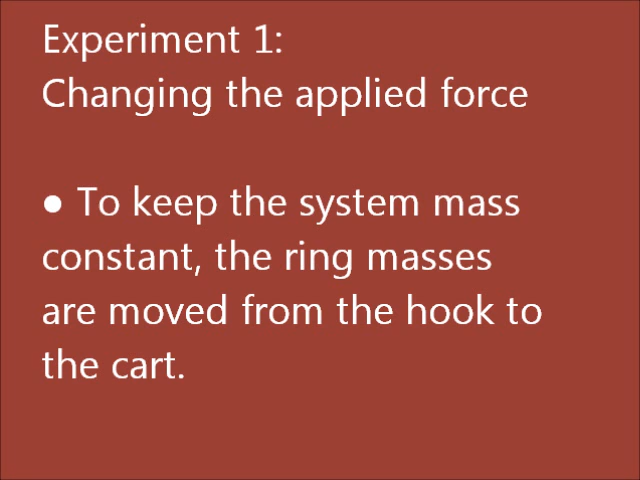 Experiment 1:
Changing the applied force
● To keep the system mass
constant, the ring masses
are moved from the hook to
the cart.